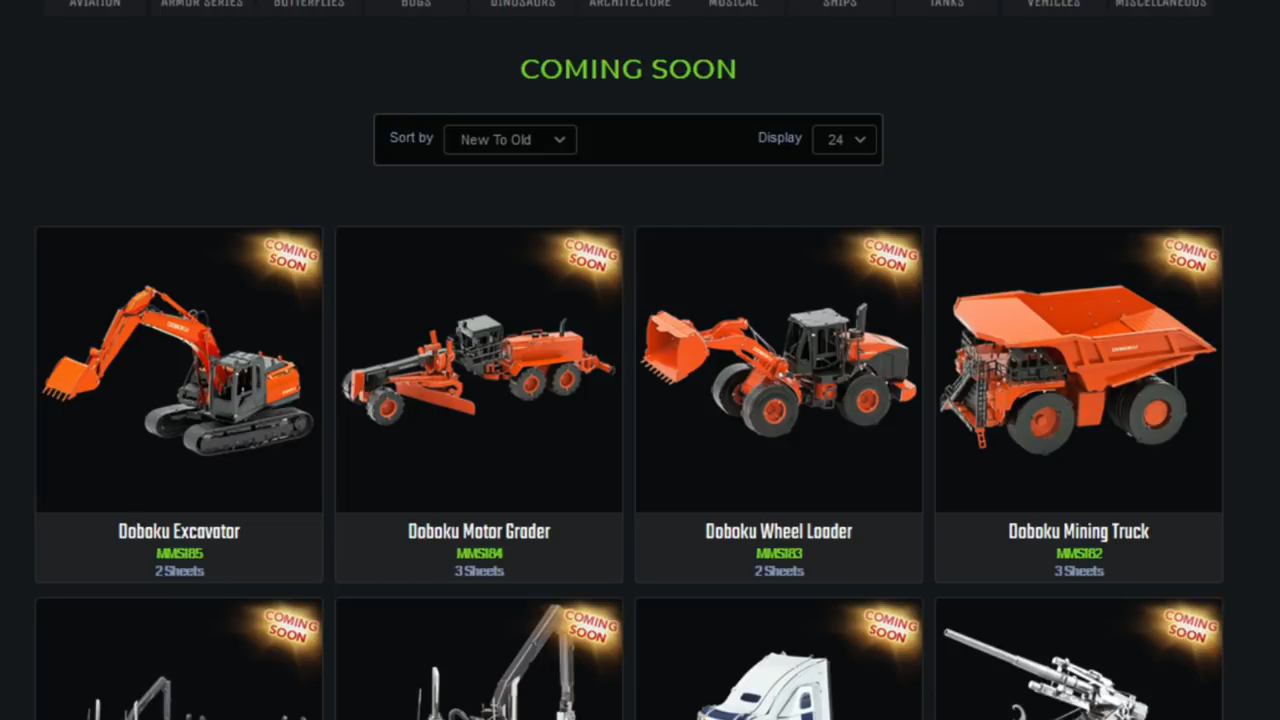 AVIATION ARMOR SERIES BUTTERFLIES BUGS DINOSAURS ARCHITECTURE MUSICAL SHIPS TANKS VEHICLES MISCELLANEOUS
COMING SOON
Sort by New To Old Display 24
COMING SOON
COMING SOON
COMING SOON
COMING SOON
DOBOKU
DOBOKU
Doboku Excavator
MMS185
2 Sheets
Doboku Motor Grader
MMS184
3 Sheets
Doboku Wheel Loader
MMS183
2 Sheets
Doboku Mining Truck
MMS182
3 Sheets
COMING SOON
COMING SOON
COMING SOON
COMING SOON